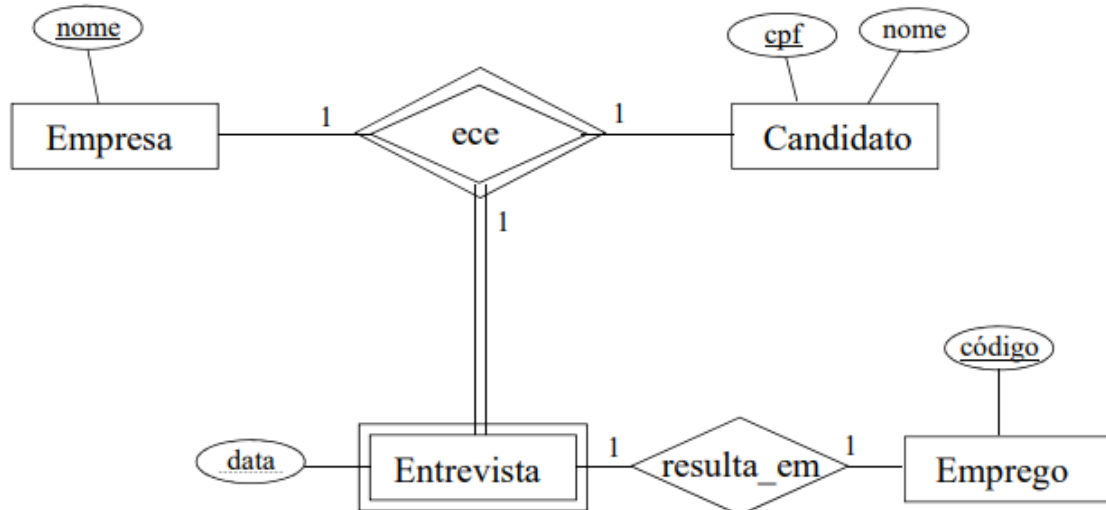 nome
cpf
nome
Empresa
1
ece
1
Candidato
1
código
data
Entrevista
1
resulta_em
1
Emprego